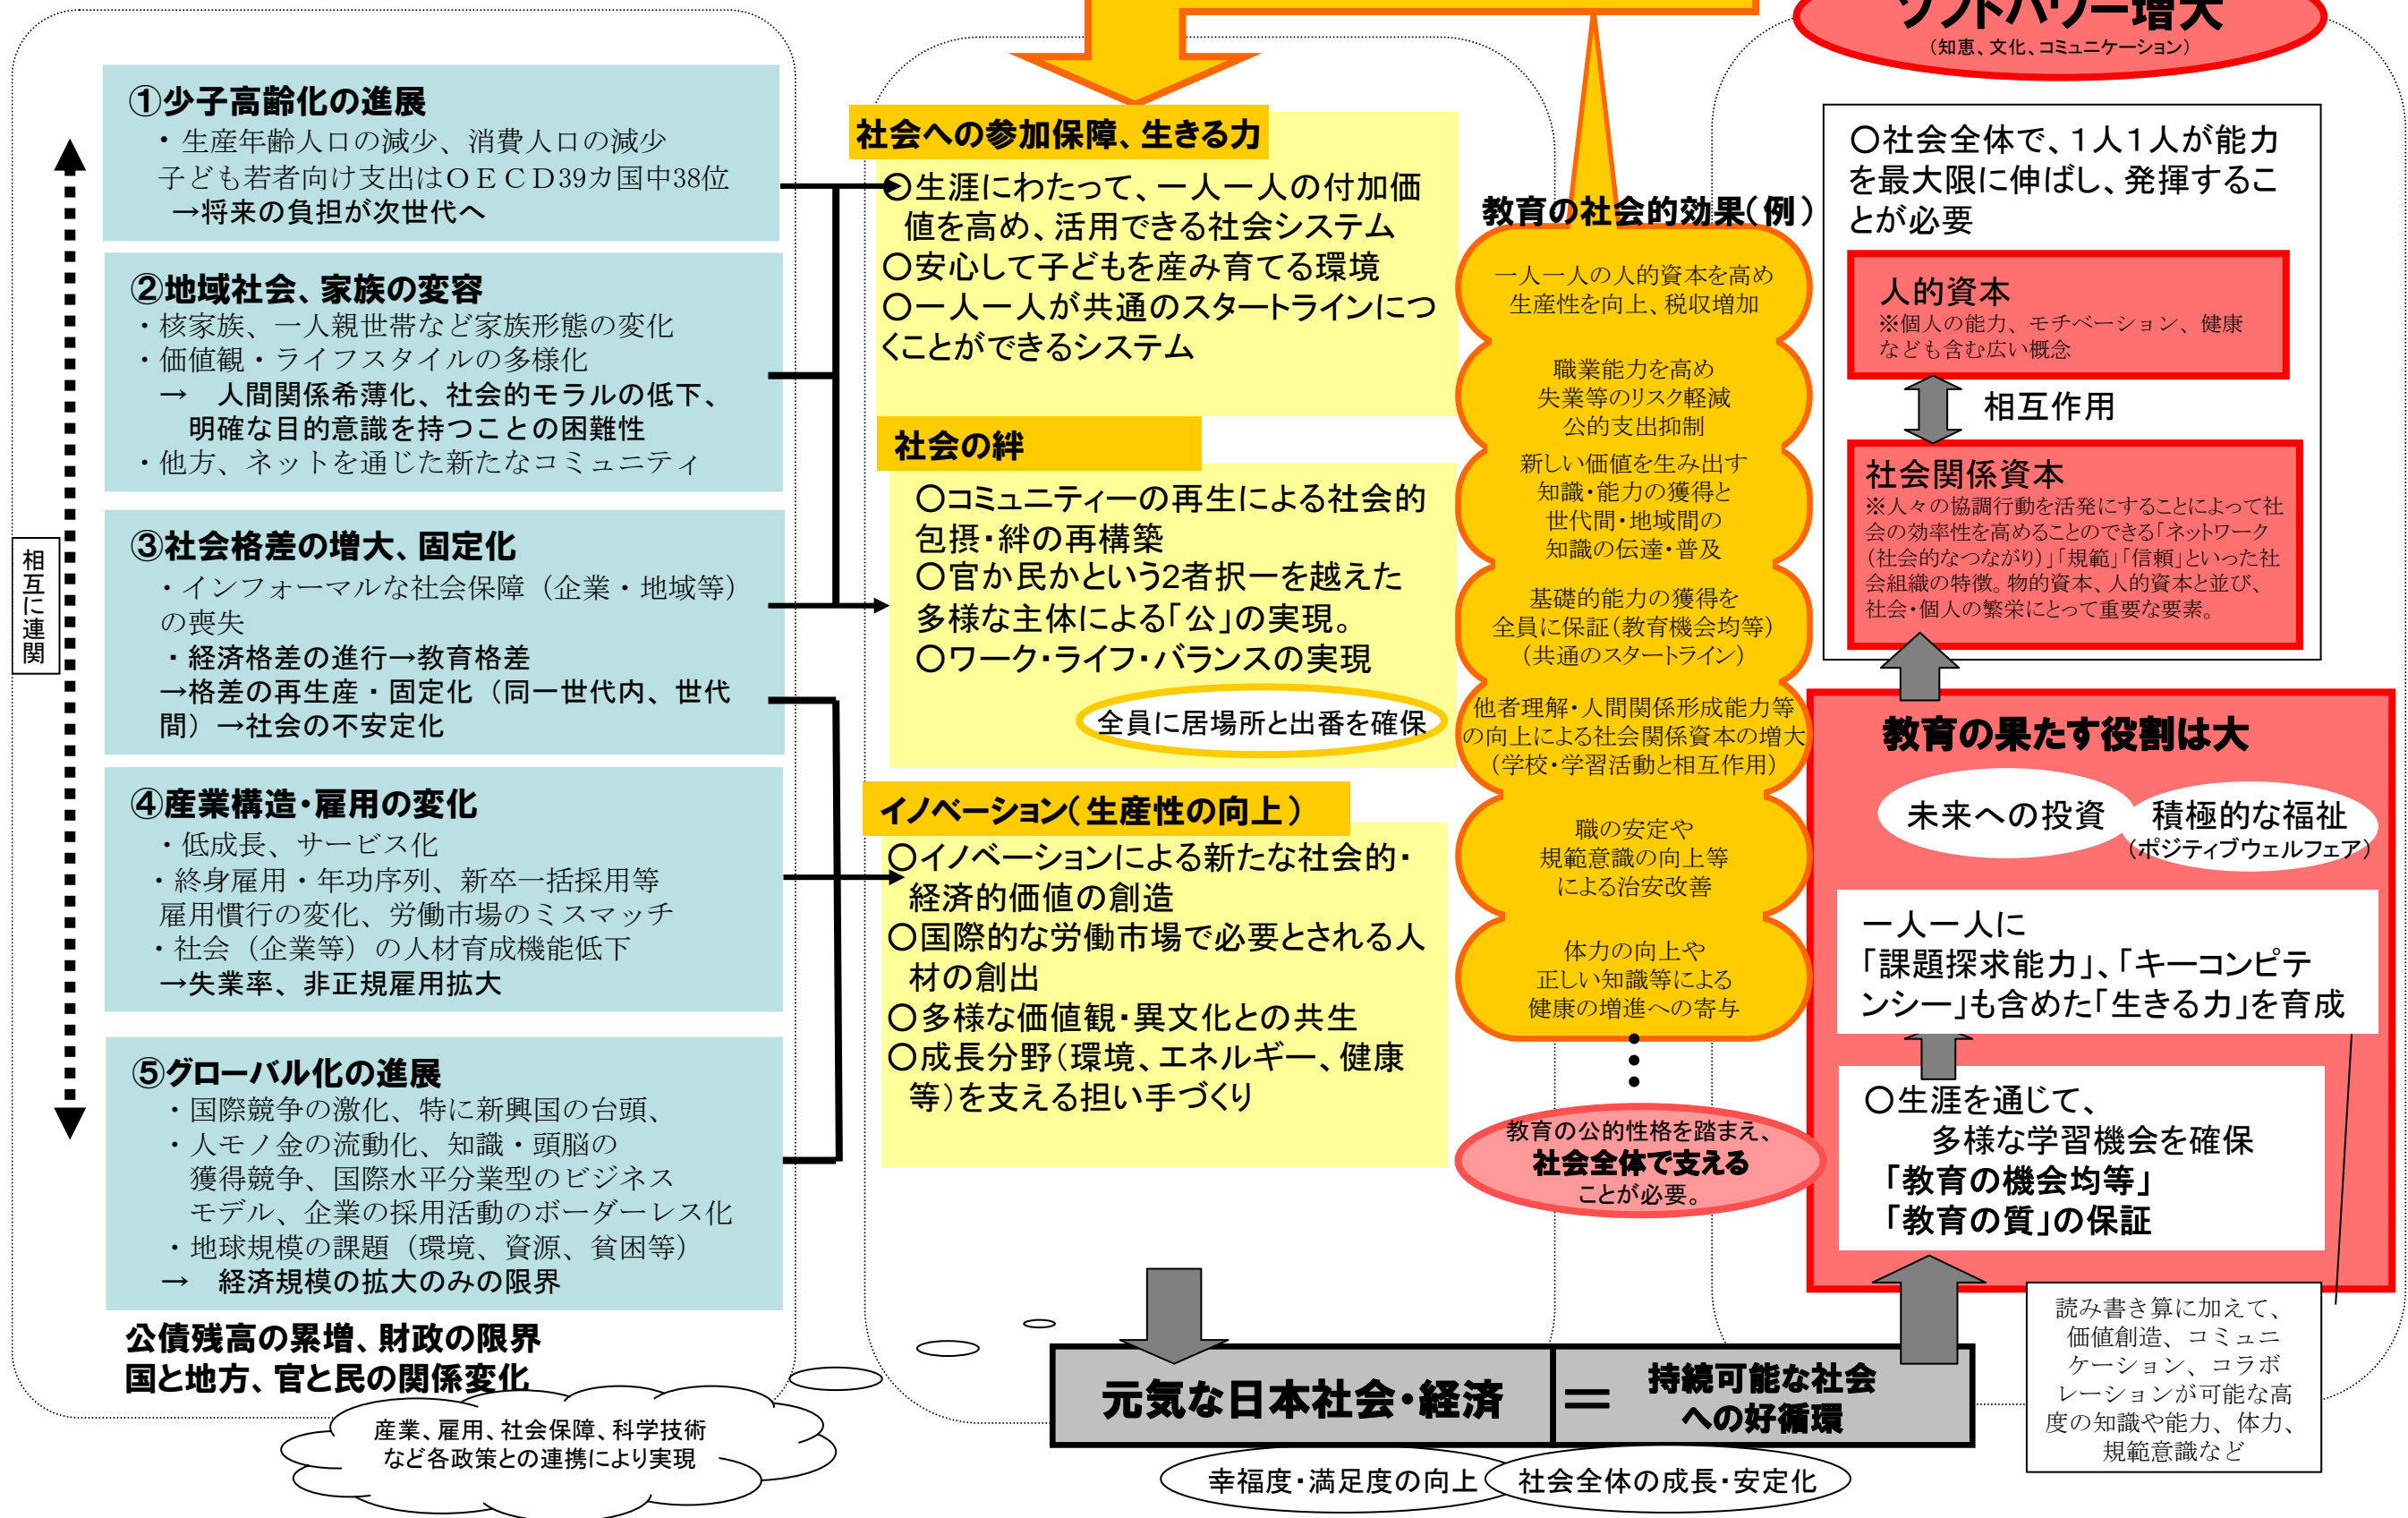 ソフトパワー増大
(知恵、文化、コミュニケーション)
相互に連関
①少子高齢化の進展
・生産年齢人口の減少、消費人口の減少
子ども若者向け支出はOECD39カ国中38位
→将来の負担が次世代へ
②地域社会、家族の変容
・核家族、一人親世帯など家族形態の変化
・価値観・ライフスタイルの多様化
→ 人間関係希薄化、社会的モラルの低下、
明確な目的意識を持つことの困難性
・他方、ネットを通じた新たなコミュニティ
③社会格差の増大、固定化
・インフォーマルな社会保障(企業・地域等)
の喪失
・経済格差の進行→教育格差
→格差の再生産・固定化(同一世代内、世代
間)→社会の不安定化
④産業構造・雇用の変化
・低成長、サービス化
・終身雇用・年功序列、新卒一括採用等
雇用慣行の変化、労働市場のミスマッチ
・社会(企業等)の人材育成機能低下
→失業率、非正規雇用拡大
⑤グローバル化の進展
・国際競争の激化、特に新興国の台頭、
・人モノ金の流動化、知識・頭脳の
獲得競争、国際水平分業型のビジネス
モデル、企業の採用活動のボーダーレス化
・地球規模の課題(環境、資源、貧困等)
→ 経済規模の拡大のみの限界
公債残高の累増、財政の限界
国と地方、官と民の関係変化
産業、雇用、社会保障、科学技術
など各政策との連携により実現
社会への参加保障、生きる力
○生涯にわたって、一人一人の付加価
値を高め、活用できる社会システム
○安心して子どもを産み育てる環境
○一人一人が共通のスタートラインにつ
くことができるシステム
社会の絆
○コミュニティーの再生による社会的
包摂・絆の再構築
○官か民かという2者択一を越えた
多様な主体による「公」の実現。
○ワーク・ライフ・バランスの実現
全員に居場所と出番を確保
イノベーション(生産性の向上)
○イノベーションによる新たな社会的・
経済的価値の創造
○国際的な労働市場で必要とされる人
材の創出
○多様な価値観・異文化との共生
○成長分野(環境、エネルギー、健康
等)を支える担い手づくり
教育の社会的効果(例)
一人一人の人的資本を高め
生産性を向上、税収増加
職業能力を高め
失業等のリスク軽減
公的支出抑制
新しい価値を生み出す
知識・能力の獲得と
世代間・地域間の
知識の伝達・普及
基礎的能力の獲得を
全員に保証(教育機会均等)
(共通のスタートライン)
他者理解・人間関係形成能力等
の向上による社会関係資本の増大
(学校・学習活動と相互作用)
職の安定や
規範意識の向上等
による治安改善
体力の向上や
正しい知識等による
健康の増進への寄与
教育の公的性格を踏まえ、
社会全体で支える
ことが必要。
○社会全体で、1人1人が能力
を最大限に伸ばし、発揮するこ
とが必要
人的資本
※個人の能力、モチベーション、健康
なども含む広い概念
相互作用
社会関係資本
※人々の協調行動を活発にすることによって社
会の効率性を高めることのできる「ネットワーク
(社会的なつながり)」「規範」「信頼」といった社
会組織の特徴。物的資本、人的資本と並び、
社会・個人の繁栄にとって重要な要素。
教育の果たす役割は大
未来への投資
積極的な福祉
(ポジティブウェルフェア)
一人一人に
「課題探求能力」、「キーコンピテ
ンシー」も含めた「生きる力」を育成
○生涯を通じて、
多様な学習機会を確保
「教育の機会均等」
「教育の質」の保証
読み書き算に加えて、
価値創造、コミュニ
ケーション、コラボ
レーションが可能な高
度の知識や能力、体力、
規範意識など
元気な日本社会・経済
=
持続可能な社会
への好循環
幸福度・満足度の向上
社会全体の成長・安定化